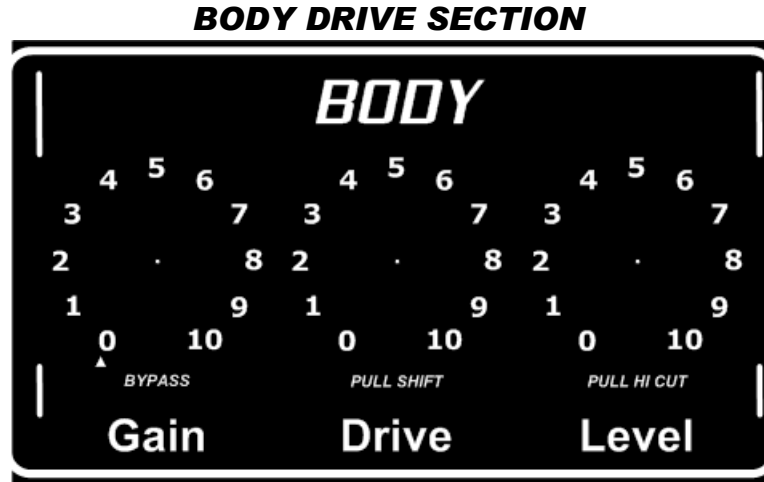 BODY DRIVE SECTION
BODY
0 1 2 3 4 5 6 7 8 9 10
BYPASS
Gain
0 1 2 3 4 5 6 7 8 9 10
PULL SHIFT
Drive
0 1 2 3 4 5 6 7 8 9 10
PULL HI CUT
Level